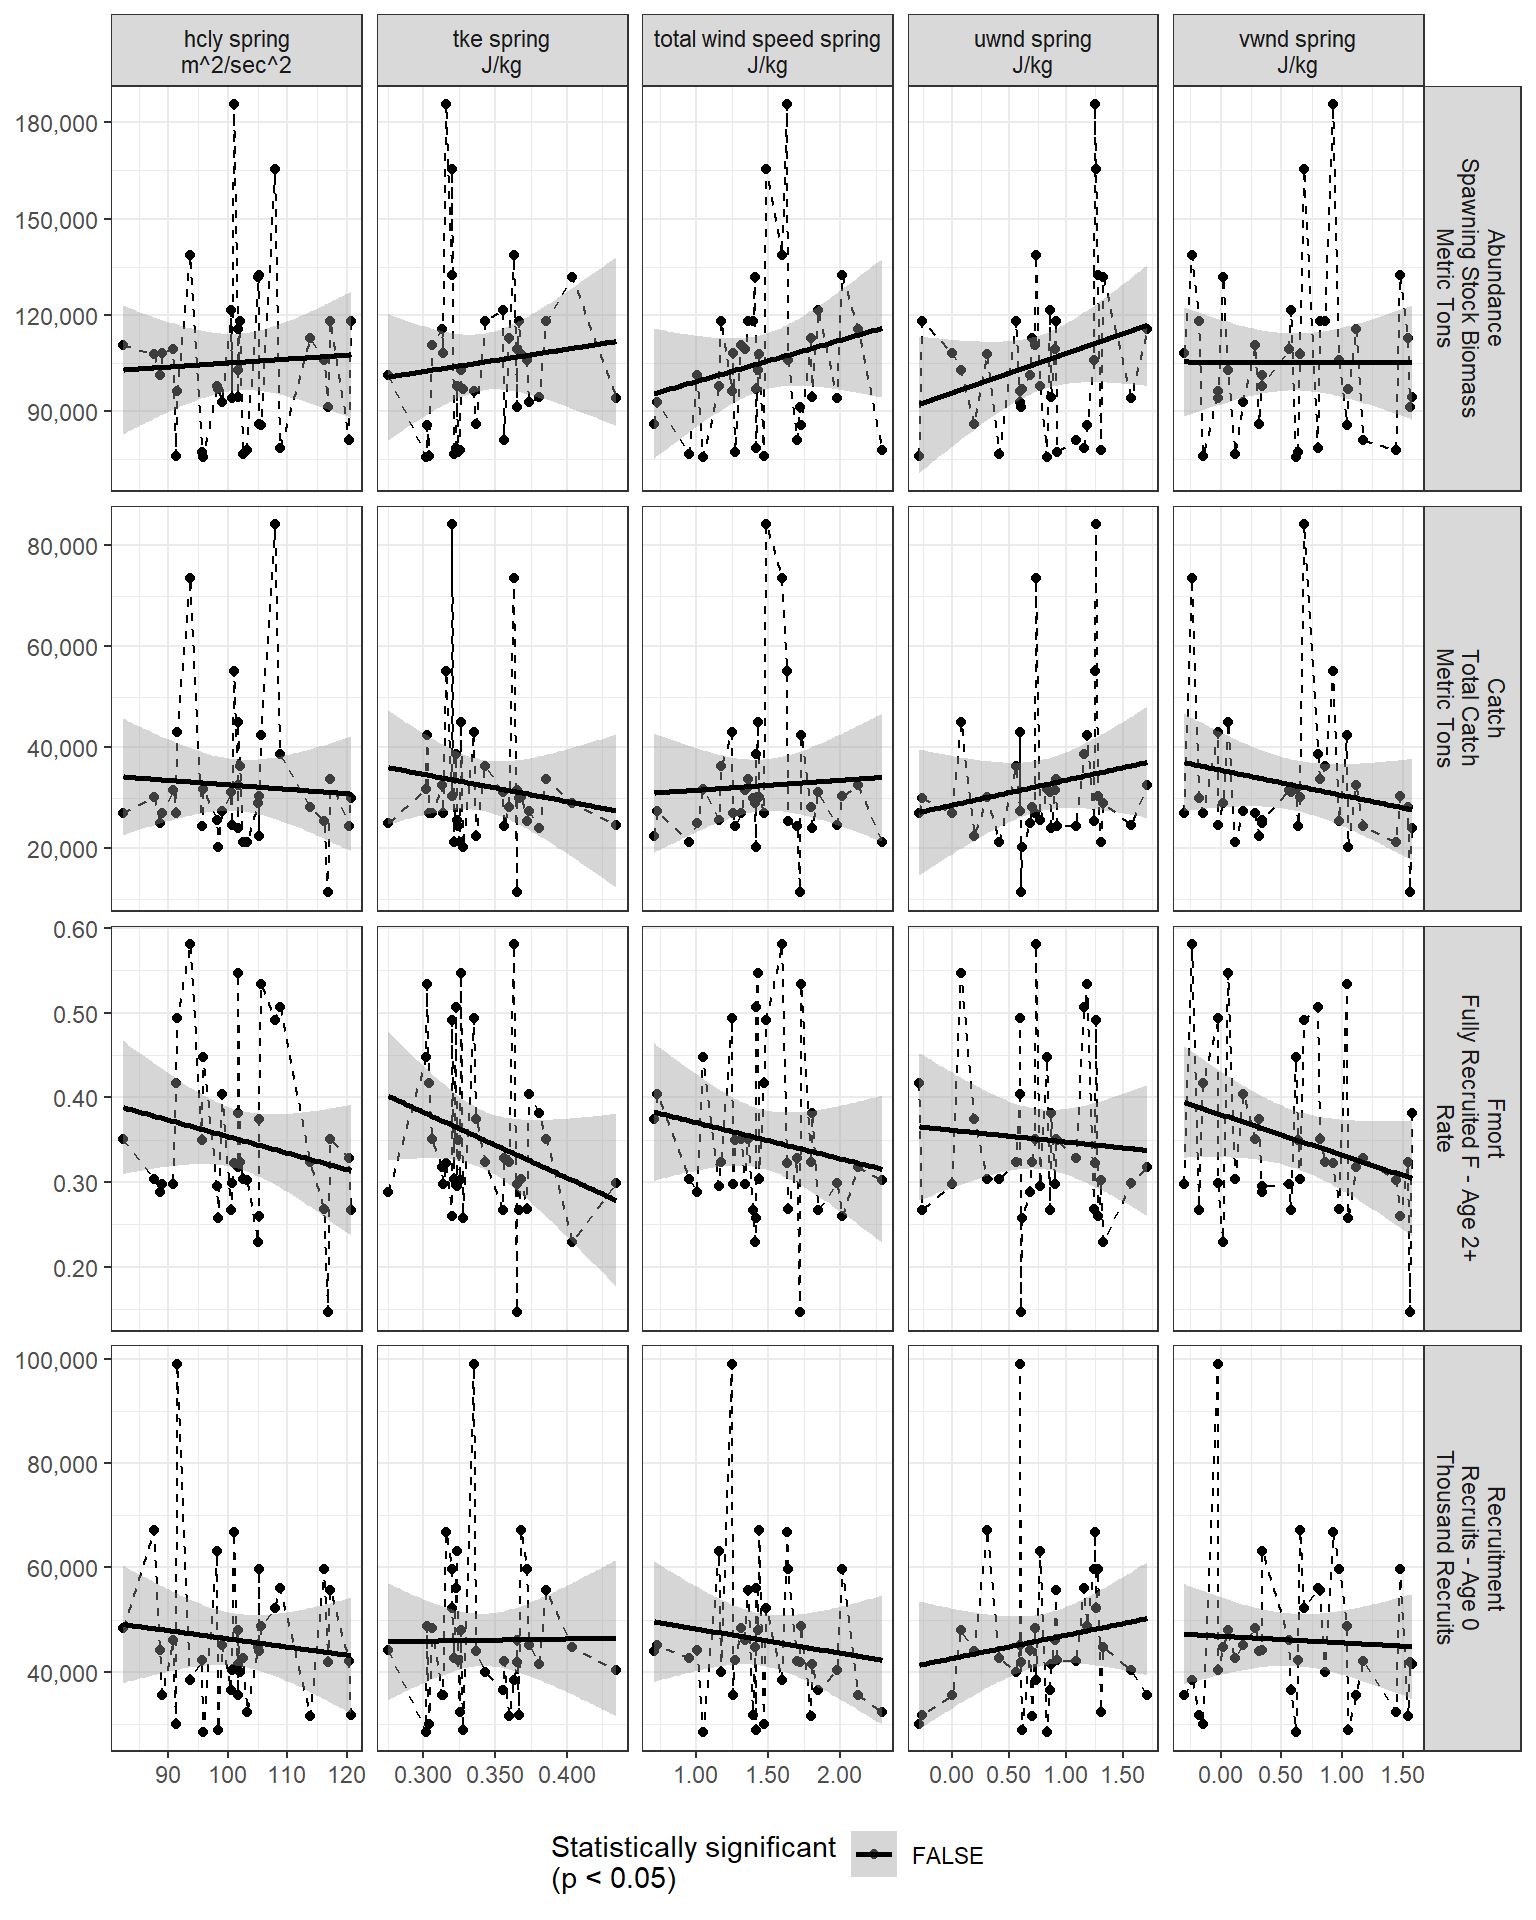 hcly spring
m^2/sec^2
tke spring
J/kg
total wind speed spring
J/kg
uwnd spring
J/kg
vwnd spring
J/kg
180,000
150,000
120,000
90,000
Abundance
Spawning Stock Biomass
Metric Tons
80,000
60,000
40,000
20,000
Catch
Total Catch
Metric Tons
0.60
0.50
0.40
0.30
0.20
Fmort
Fully Recruited F - Age 2+
Rate
100,000
80,000
60,000
40,000
Recruitment
Recruits - Age 0
Thousand Recruits
90 100 110 120
0.300 0.350 0.400
1.00 1.50 2.00
0.00 0.50 1.00 1.50
0.00 0.50 1.00 1.50
Statistically significant
(p < 0.05)
FALSE